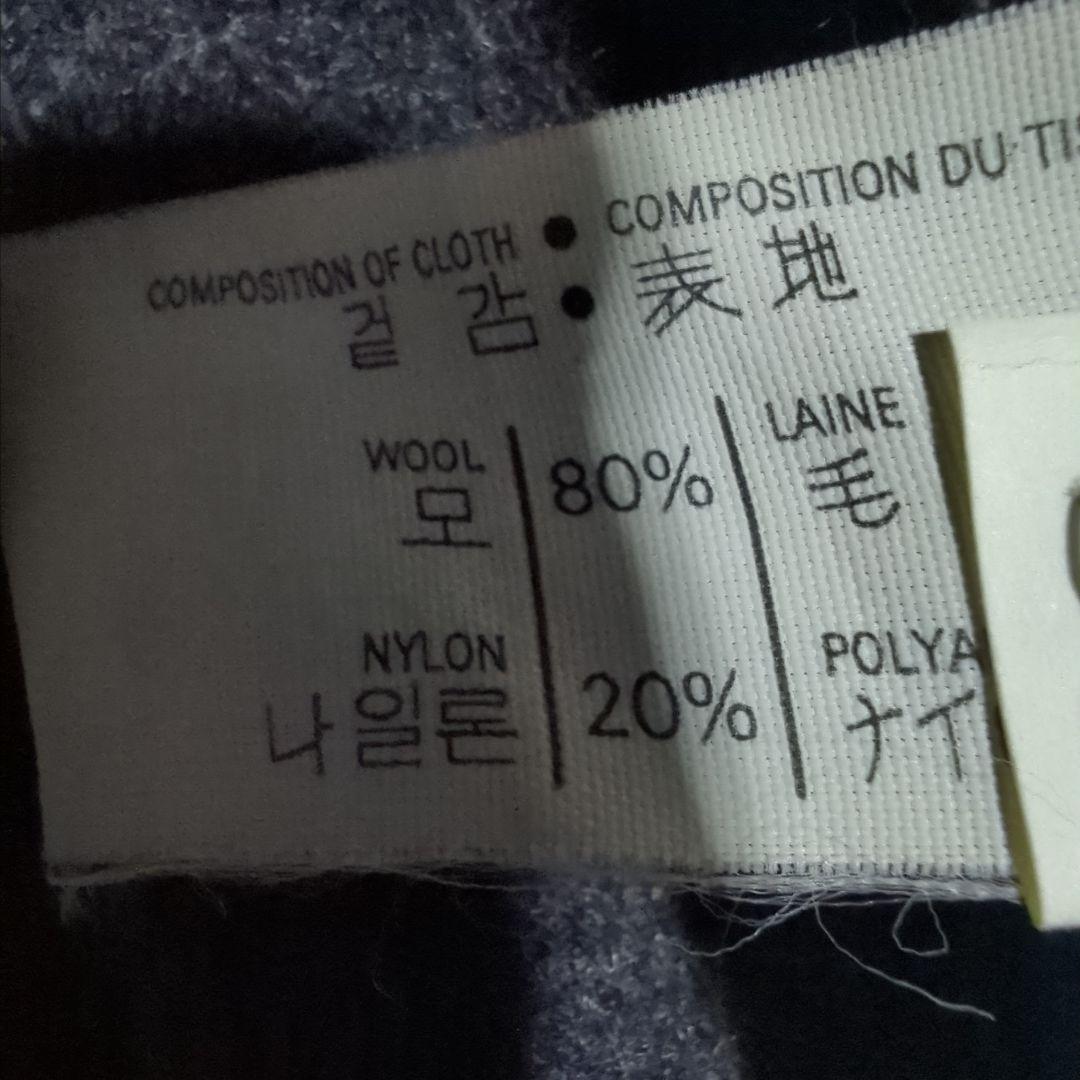 COMPOSITION OF CLOTH • COMPOSITION DU
겉 감 • 表 地
WOOL 80% LAINE
모 毛
NYLON 20% POLYA
나일론 ナイ